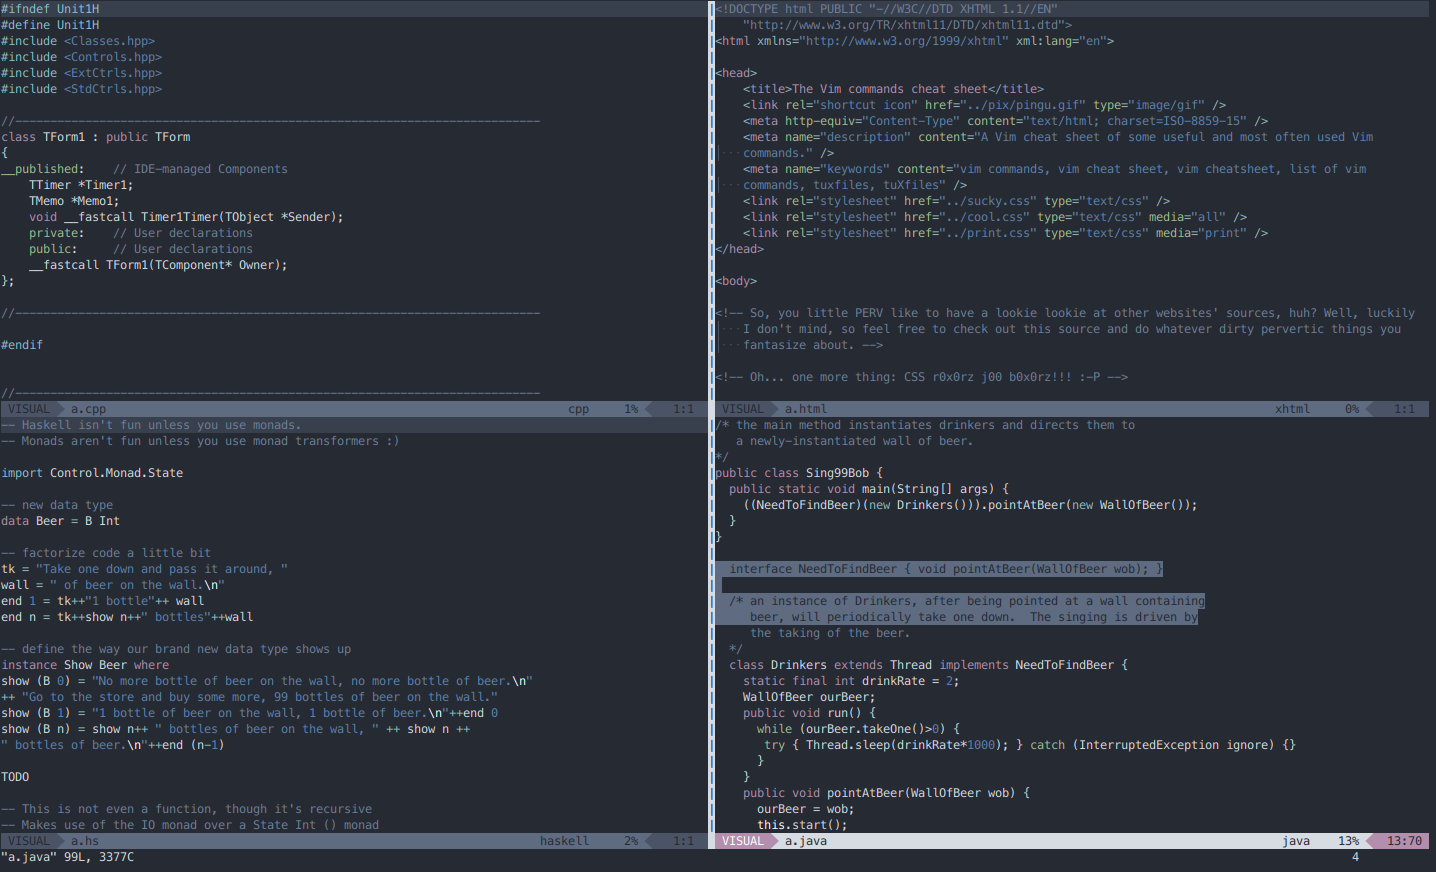 #ifndef Unit1H
#define Unit1H
#include <Classes.hpp>
#include <Controls.hpp>
#include <ExtCtrls.hpp>
#include <StdCtrls.hpp>
//---------------------------------------------------------------------------
class TForm1 : public TForm
{
__published:    // IDE-managed Components
    TTimer *Timer1;
    TMemo *Memo1;
    void __fastcall Timer1Timer(TObject *Sender);
    private:    // User declarations
    public:     // User declarations
    __fastcall TForm1(TComponent* Owner);
};
//---------------------------------------------------------------------------
#endif
//---------------------------------------------------------------------------
VISUAL a.cpp cpp 1% 1:1
<!DOCTYPE html PUBLIC "-//W3C//DTD XHTML 1.1//EN"
    "http://www.w3.org/TR/xhtml11/DTD/xhtml11.dtd">
<html xmlns="http://www.w3.org/1999/xhtml" xml:lang="en">
<head>
    <title>The Vim commands cheat sheet</title>
    <link rel="shortcut icon" href="../pix/pingu.gif" type="image/gif" />
    <meta http-equiv="Content-Type" content="text/html; charset=ISO-8859-15" />
    <meta name="description" content="A Vim cheat sheet of some useful and most often used Vim
|···commands." />
    <meta name="keywords" content="vim commands, vim cheat sheet, vim cheatsheet, list of vim
|···commands, tuxfiles, tuXfiles" />
    <link rel="stylesheet" href="../sucky.css" type="text/css" />
    <link rel="stylesheet" href="../cool.css" type="text/css" media="all" />
    <link rel="stylesheet" href="../print.css" type="text/css" media="print" />
</head>
<body>
<!-- So, you little PERV like to have a lookie lookie at other websites' sources, huh? Well, luckily
|···I don't mind, so feel free to check out this source and do whatever dirty pervertic things you
|···fantasize about. -->
<!-- Oh... one more thing: CSS r0x0rz j00 b0x0rz!!! :-P -->
VISUAL a.html xhtml 0% 1:1
-- Haskell isn't fun unless you use monads.
-- Monads aren't fun unless you use monad transformers :)
import Control.Monad.State
-- new data type
data Beer = B Int
-- factorize code a little bit
tk = "Take one down and pass it around, "
wall = " of beer on the wall.\n"
end 1 = tk++"1 bottle"++ wall
end n = tk++show n++" bottles"++wall
-- define the way our brand new data type shows up
instance Show Beer where
show (B 0) = "No more bottle of beer on the wall, no more bottle of beer.\n"
++ "Go to the store and buy some more, 99 bottles of beer on the wall."
show (B 1) = "1 bottle of beer on the wall, 1 bottle of beer.\n"++end 0
show (B n) = show n++ " bottles of beer on the wall, " ++ show n ++
" bottles of beer.\n"++end (n-1)
TODO
-- This is not even a function, though it's recursive
-- Makes use of the IO monad over a State Int () monad
VISUAL a.hs haskell 2% 1:1
/* the main method instantiates drinkers and directs them to
   a newly-instantiated wall of beer.
*/
public class Sing99Bob {
  public static void main(String[] args) {
    ((NeedToFindBeer)(new Drinkers())).pointAtBeer(new WallOfBeer());
  }
}
  interface NeedToFindBeer { void pointAtBeer(WallOfBeer wob); }
  /* an instance of Drinkers, after being pointed at a wall containing
     beer, will periodically take one down.  The singing is driven by
     the taking of the beer.
  */
  class Drinkers extends Thread implements NeedToFindBeer {
    static final int drinkRate = 2;
    WallOfBeer ourBeer;
    public void run() {
      while (ourBeer.takeOne()>0) {
       try { Thread.sleep(drinkRate*1000); } catch (InterruptedException ignore) {}
      }
    }
    public void pointAtBeer(WallOfBeer wob) {
      ourBeer = wob;
      this.start();
VISUAL a.java java 13% 13:70
"a.java" 99L, 3377C 4